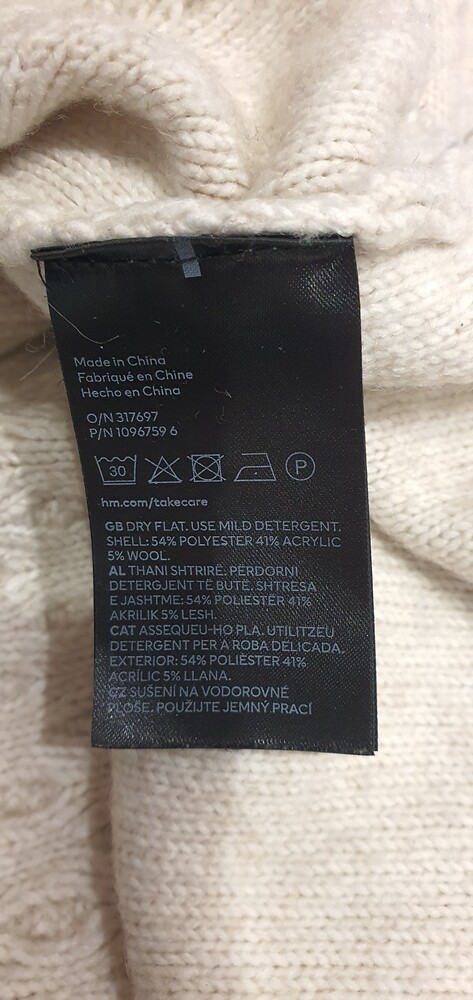 Made in China
Fabriqué en Chine
Hecho en China
O/N 317697
P/N 1096759 6
30 P
hm.com/takecare
GB DRY FLAT. USE MILD DETERGENT.
SHELL: 54% POLYESTER 41% ACRYLIC
5% WOOL.
AL THANI SHTRIRË. PËRDORNI
DETERGJENT TË BUTË. SHTRESA
E JASHTME: 54% POLIESTËR 41%
AKRILIK 5% LESH.
CAT ASSEQUEU-HO PLA. UTILITZEU
DETERGENT PER A ROBA DELICADA.
EXTERIOR: 54% POLIÈSTER 41%
ACRÍLIC 5% LLANA.
CZ SUŠENÍ NA VODOROVNÉ
PLOŠE. POUŽIJTE JEMNÝ PRACÍ